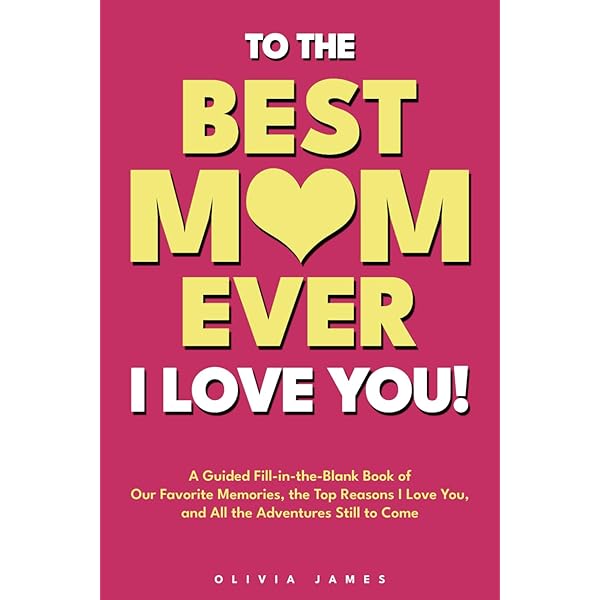 TO THE
BEST
MOM
EVER
I LOVE YOU!
A Guided Fill-in-the-Blank Book of
Our Favorite Memories, the Top Reasons I Love You,
and All the Adventures Still to Come
OLIVIA JAMES